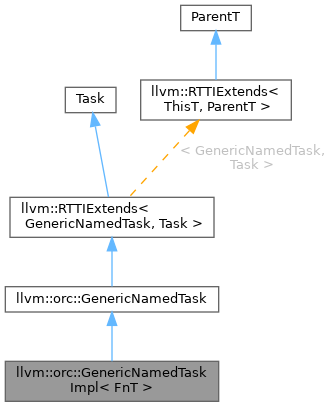 ParentT
Task
llvm::RTTIExtends<
ThisT, ParentT >
< GenericNamedTask,
Task >
llvm::RTTIExtends<
GenericNamedTask, Task >
llvm::orc::GenericNamedTask
llvm::orc::GenericNamedTask
Impl< FnT >